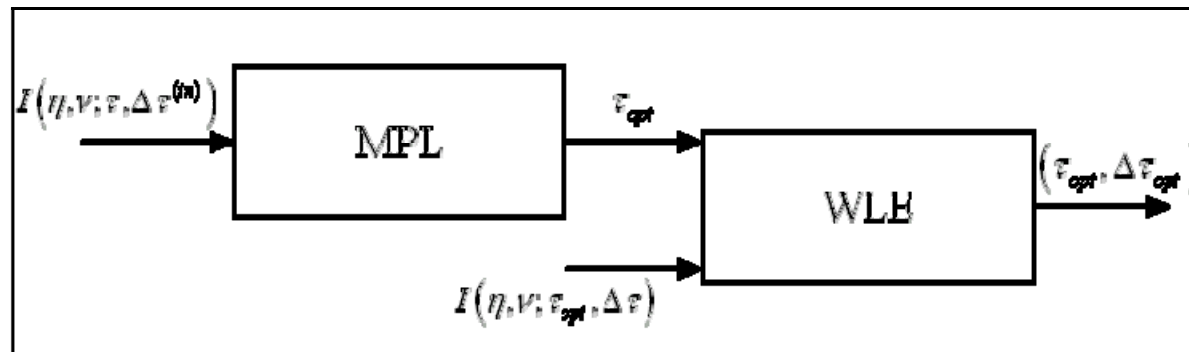 I(η,ν;τ,Δτ^(in))
MPL
τ_opt
WLE
(τ_opt,Δτ_opt)
I(η,ν;τ_opt,Δτ)